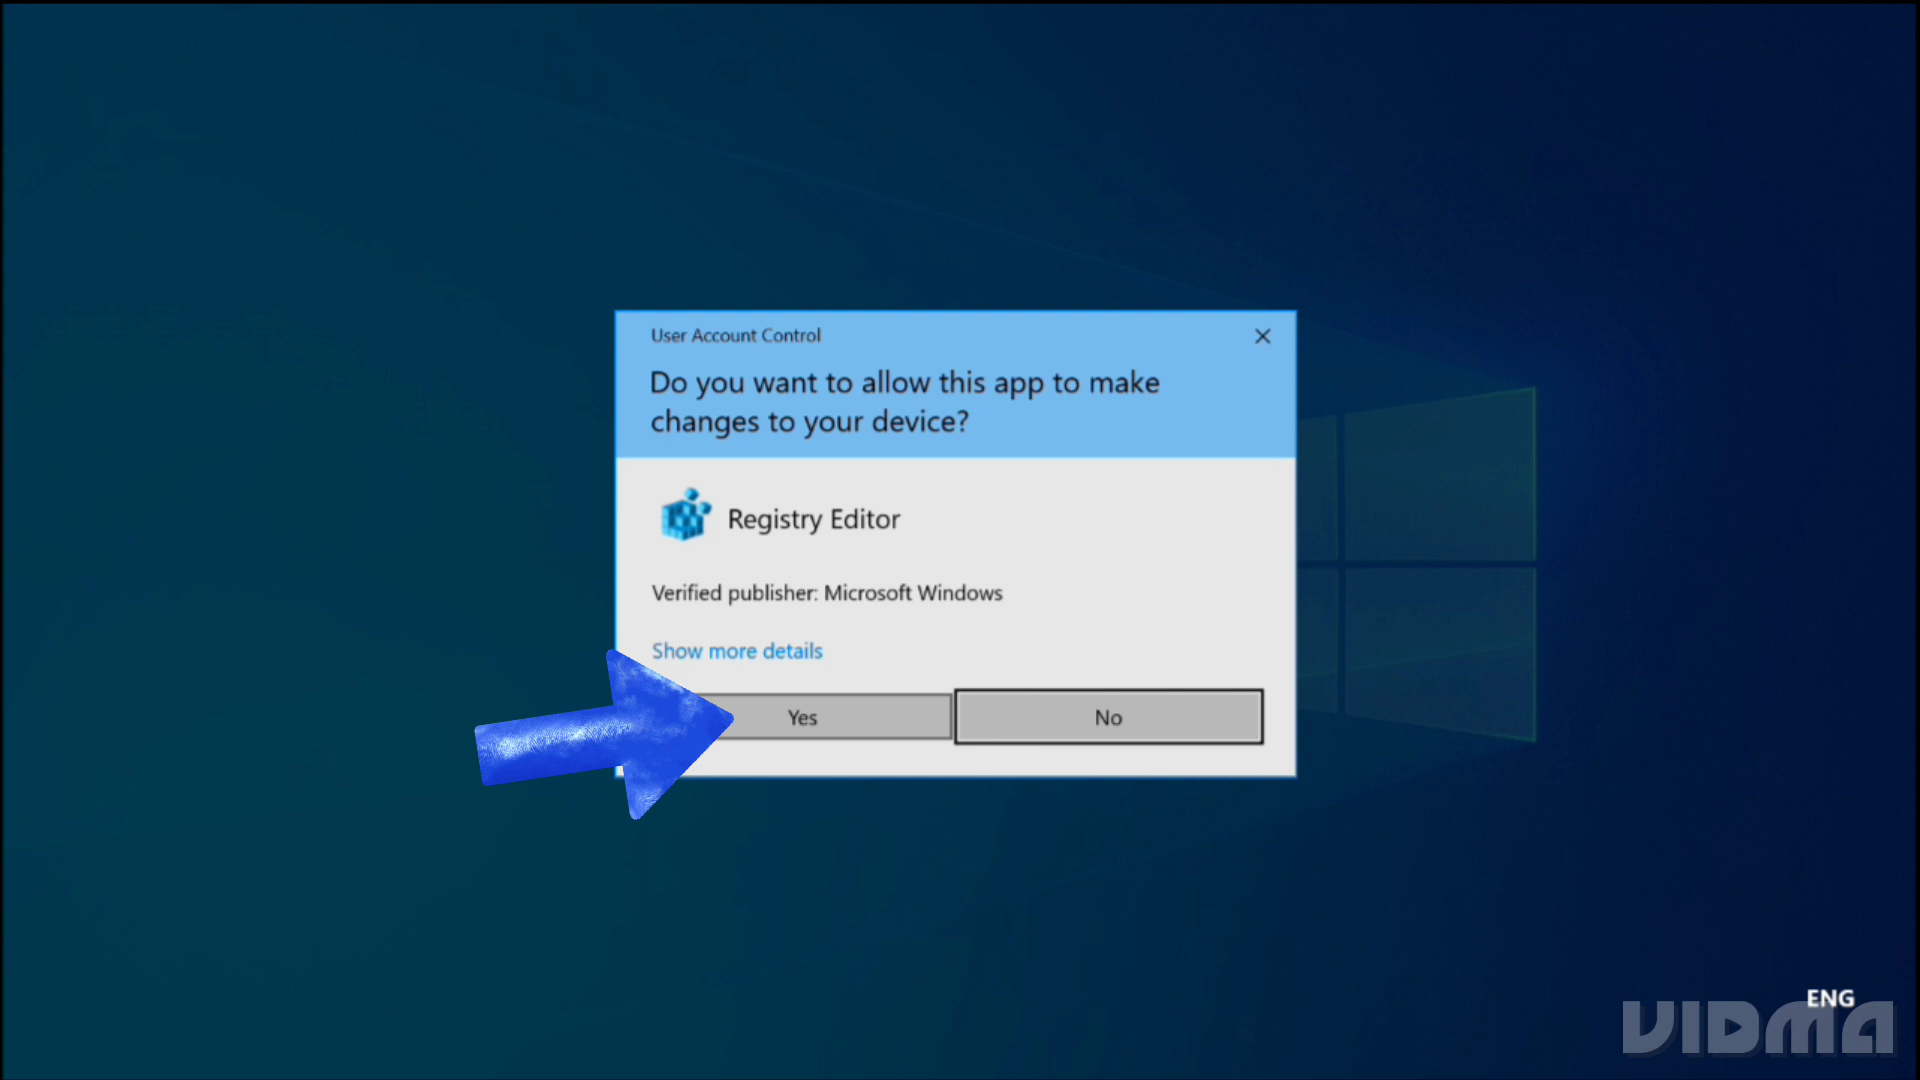 User Account Control
Do you want to allow this app to make
changes to your device?
Registry Editor
Verified publisher: Microsoft Windows
Show more details
Yes
No
ENG
VIDMA